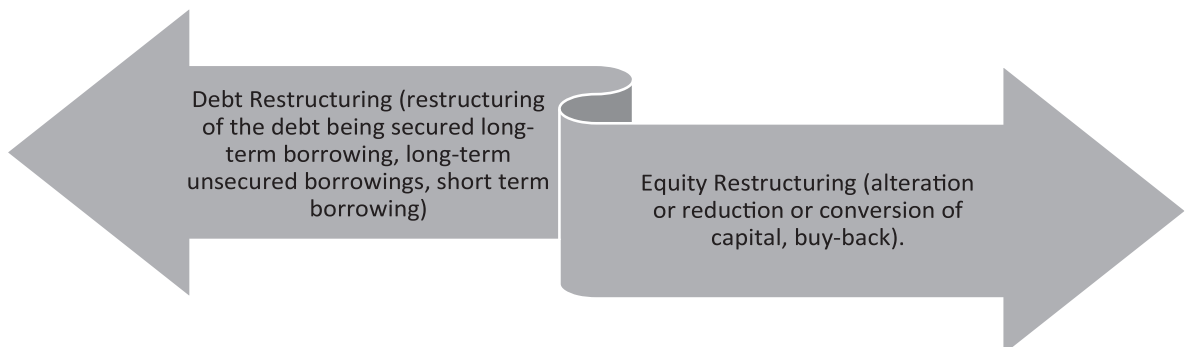 Debt Restructuring (restructuring
of the debt being secured long-
term borrowing, long-term
unsecured borrowings, short term
borrowing)
Equity Restructuring (alteration
or reduction or conversion of
capital, buy-back).